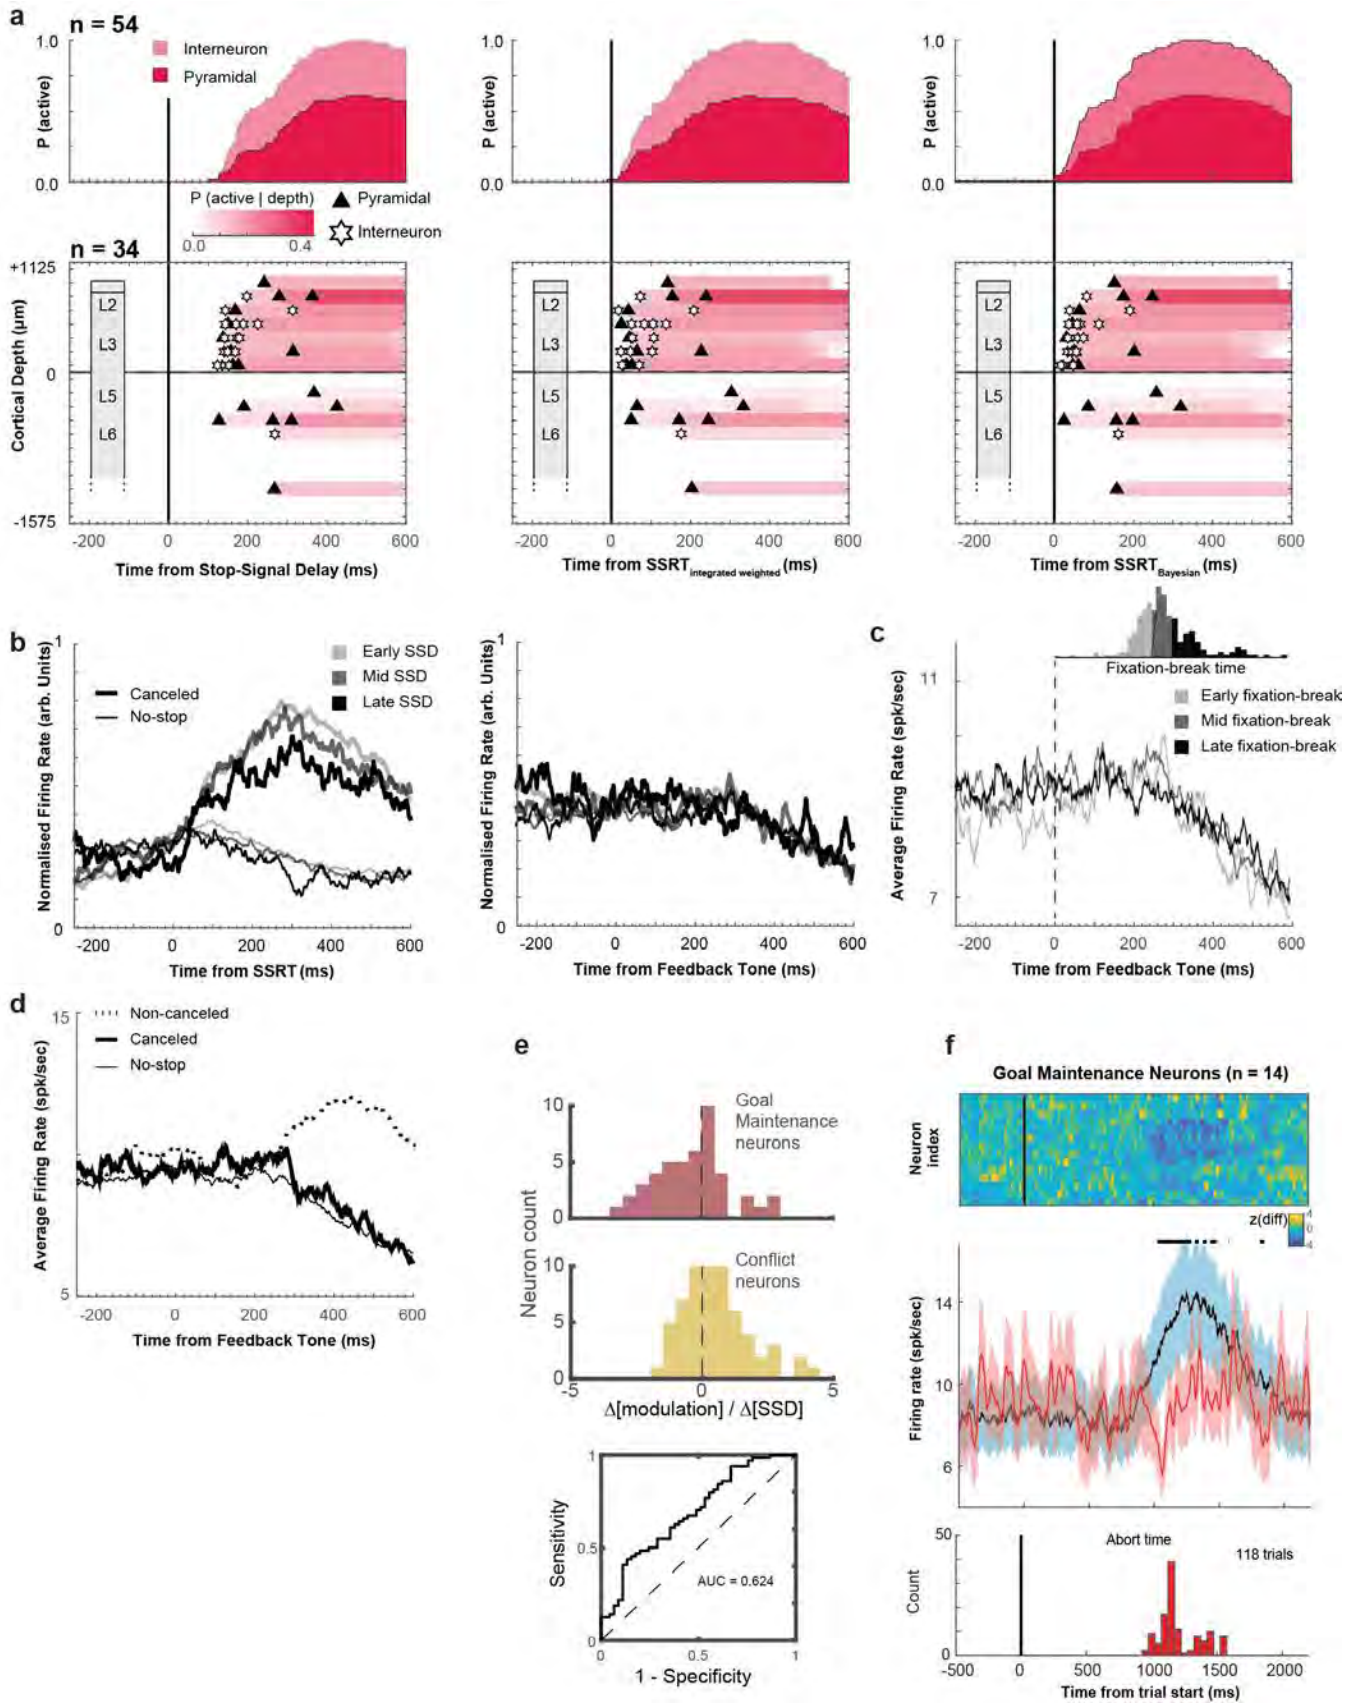 a
n = 54
1.0
Interneuron
Pyramidal
P (active)
0.0
1.0
P (active)
0.0
1.0
P (active)
0.0
P (active | depth)
0.0
0.4
Pyramidal
Interneuron
n = 34
+1125
Cortical Depth (µm)
0
-1575
L2
L3
L5
L6
-200 0 200 400 600
Time from Stop-Signal Delay (ms)
L2
L3
L5
L6
-200 0 200 400 600
Time from SSRT integrated weighted (ms)
L2
L3
L5
L6
-200 0 200 400 600
Time from SSRT Bayesian (ms)
b
Normalised Firing Rate (arb. Units)
1
0
Canceled
No-stop
Early SSD
Mid SSD
Late SSD
-200 0 200 400 600
Time from SSRT (ms)
Normalised Firing Rate (arb. Units)
1
0
-200 0 200 400 600
Time from Feedback Tone (ms)
c
Fixation-break time
Early fixation-break
Mid fixation-break
Late fixation-break
Average Firing Rate (spk/sec)
11
7
-200 0 200 400 600
Time from Feedback Tone (ms)
d
15
Non-canceled
Canceled
No-stop
Average Firing Rate (spk/sec)
5
-200 0 200 400 600
Time from Feedback Tone (ms)
e
Neuron count
10
5
0
Goal
Maintenance
neurons
10
5
0
Conflict
neurons
-5 0 5
Δ[modulation] / Δ[SSD]
Sensitivity
1
0.5
0
AUC = 0.624
0 0.5 1
1 - Specificity
f
Goal Maintenance Neurons (n = 14)
Neuron
index
z(diff)
4
0
-4
Firing rate (spk/sec)
14
10
6
Count
50
0
Abort time
118 trials
-500 0 500 1000 1500 2000
Time from trial start (ms)